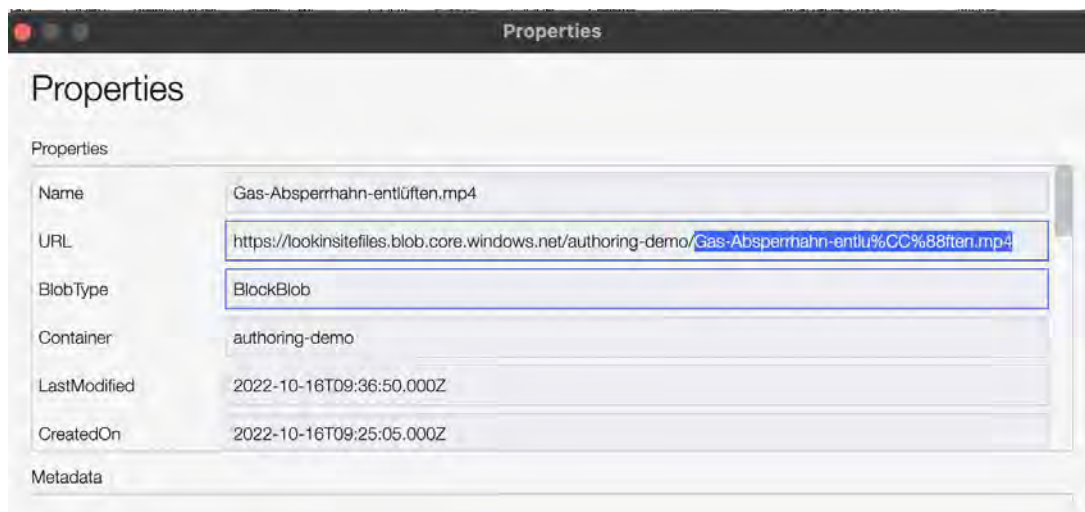 Properties
Properties
Properties
Name Gas-Absperrhahn-entlüften.mp4
URL https://lookinsitefiles.blob.core.windows.net/authoring-demo/Gas-Absperrhahn-entlu%CC%88ften.mp4
BlobType BlockBlob
Container authoring-demo
LastModified 2022-10-16T09:36:50.000Z
CreatedOn 2022-10-16T09:25:05.000Z
Metadata